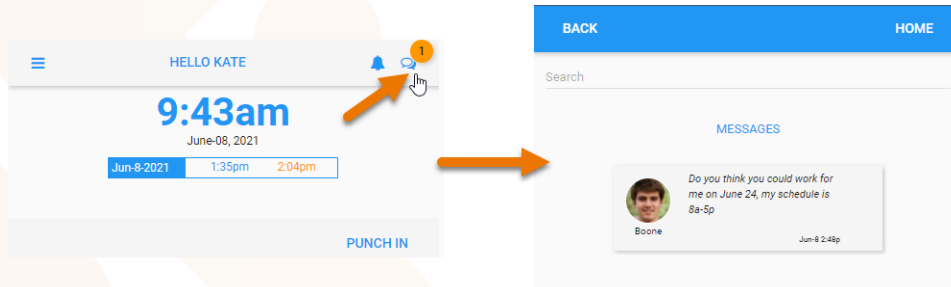 HELLO KATE
1
9:43am
June-08, 2021
Jun-8-2021 1:35pm 2:04pm
PUNCH IN
BACK HOME
Search
MESSAGES
Do you think you could work for
me on June 24, my schedule is
8a-5p
Boone
Jun-8 2:48p